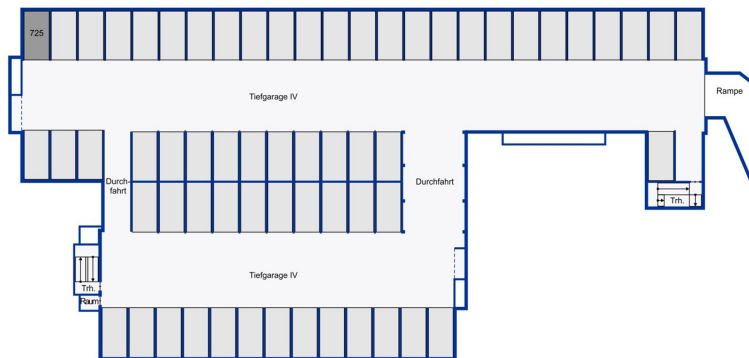 725
Tiefgarage IV
Rampe
Durch-
fahrt
Durchfahrt
Trh.
Tiefgarage IV
Trh.
Raum